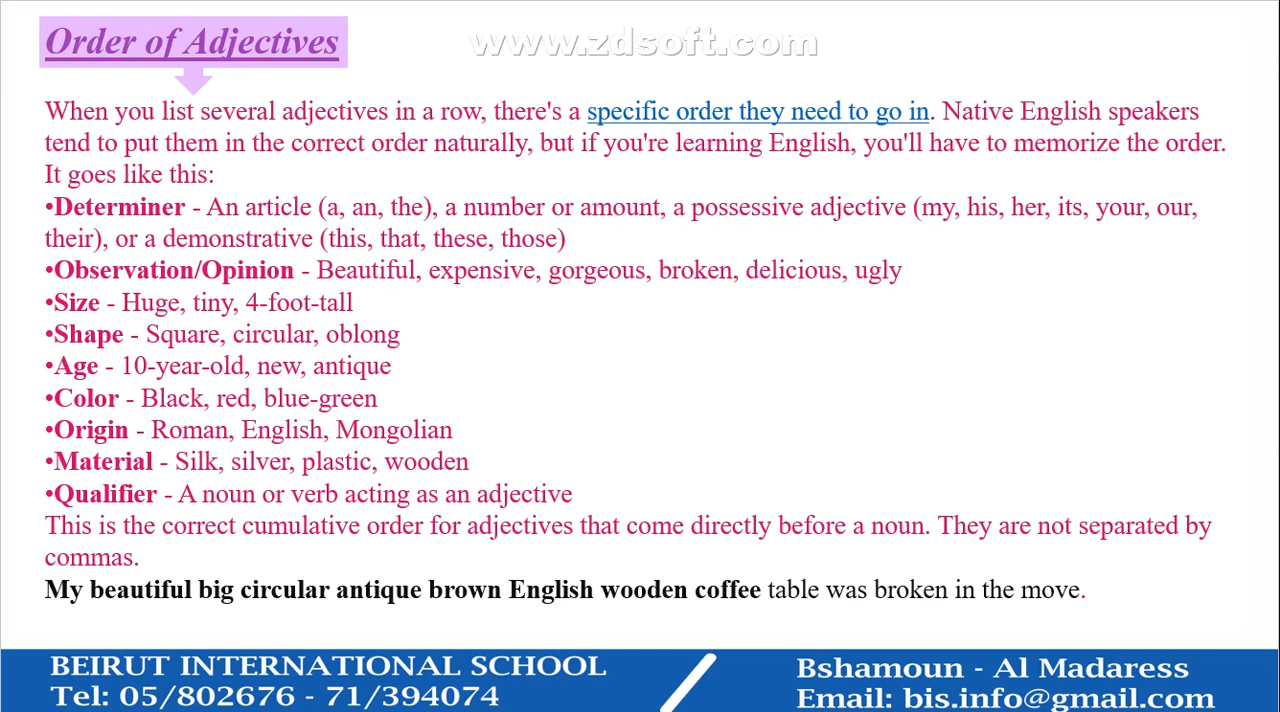 Order of Adjectives
www.zdsoft.com
When you list several adjectives in a row, there's a specific order they need to go in. Native English speakers
tend to put them in the correct order naturally, but if you're learning English, you'll have to memorize the order.
It goes like this:
•Determiner - An article (a, an, the), a number or amount, a possessive adjective (my, his, her, its, your, our,
their), or a demonstrative (this, that, these, those)
•Observation/Opinion - Beautiful, expensive, gorgeous, broken, delicious, ugly
•Size - Huge, tiny, 4-foot-tall
•Shape - Square, circular, oblong
•Age - 10-year-old, new, antique
•Color - Black, red, blue-green
•Origin - Roman, English, Mongolian
•Material - Silk, silver, plastic, wooden
•Qualifier - A noun or verb acting as an adjective
This is the correct cumulative order for adjectives that come directly before a noun. They are not separated by
commas.
My beautiful big circular antique brown English wooden coffee table was broken in the move.
BEIRUT INTERNATIONAL SCHOOL
Tel: 05/802676 - 71/394074
Bshamoun - Al Madaress
Email: bis.info@gmail.com